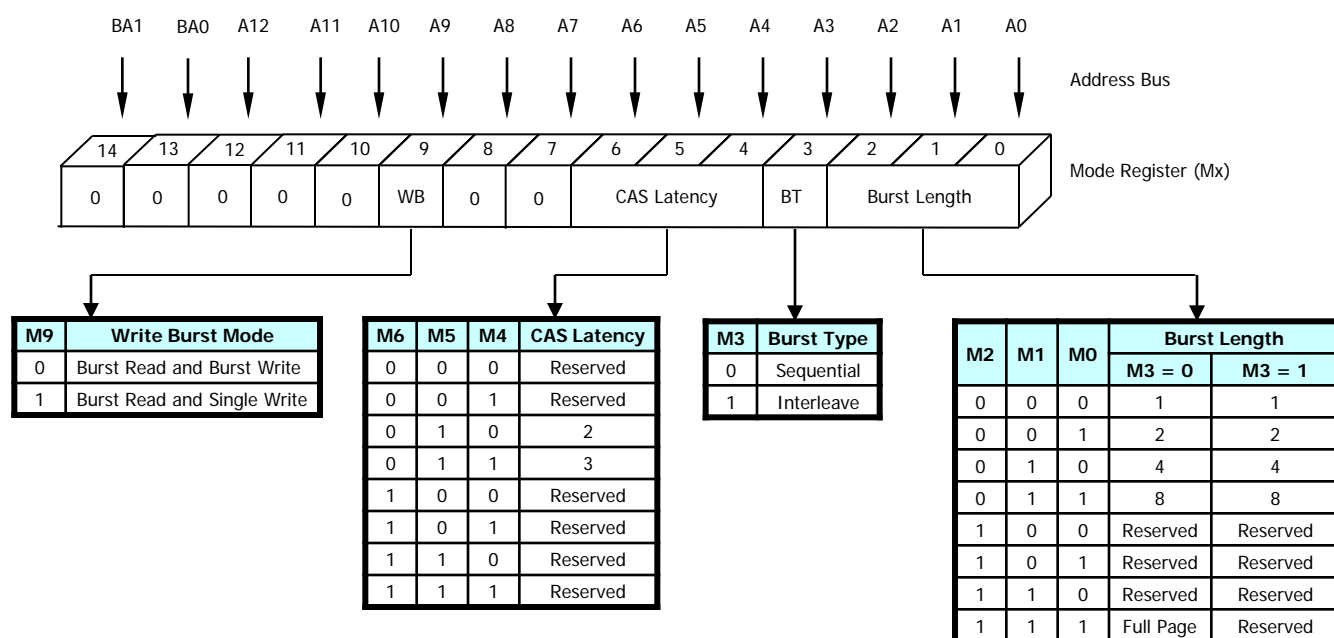 BA1 BA0 A12 A11 A10 A9 A8 A7 A6 A5 A4 A3 A2 A1 A0
Address Bus
14 13 12 11 10 9 8 7 6 5 4 3 2 1 0
Mode Register (Mx)
0 0 0 0 0 WB 0 0 CAS Latency BT Burst Length
M9 Write Burst Mode
0 Burst Read and Burst Write
1 Burst Read and Single Write
M6 M5 M4 CAS Latency
0 0 0 Reserved
0 0 1 Reserved
0 1 0 2
0 1 1 3
1 0 0 Reserved
1 0 1 Reserved
1 1 0 Reserved
1 1 1 Reserved
M3 Burst Type
0 Sequential
1 Interleave
M2 M1 M0 Burst Length
M3 = 0 M3 = 1
0 0 0 1 1
0 0 1 2 2
0 1 0 4 4
0 1 1 8 8
1 0 0 Reserved Reserved
1 0 1 Reserved Reserved
1 1 0 Reserved Reserved
1 1 1 Full Page Reserved